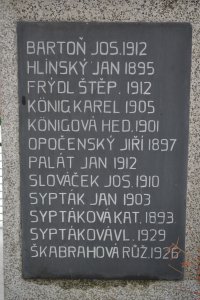 BARTOŇ JOS. 1912
HLÍNSKÝ JAN 1895
FRÝDL ŠTĚP. 1912
KÖNIG KAREL 1905
KÖNIGOVÁ HED. 1901
OPOČENSKÝ JIŘÍ 1897
PALÁT JAN 1912
SLOVÁČEK JOS. 1910
SYPTÁK JAN 1903
SYPTÁKOVÁ KAT. 1893
SYPTÁKOVÁ VL. 1929
ŠKABRAHOVÁ RŮŽ. 1926